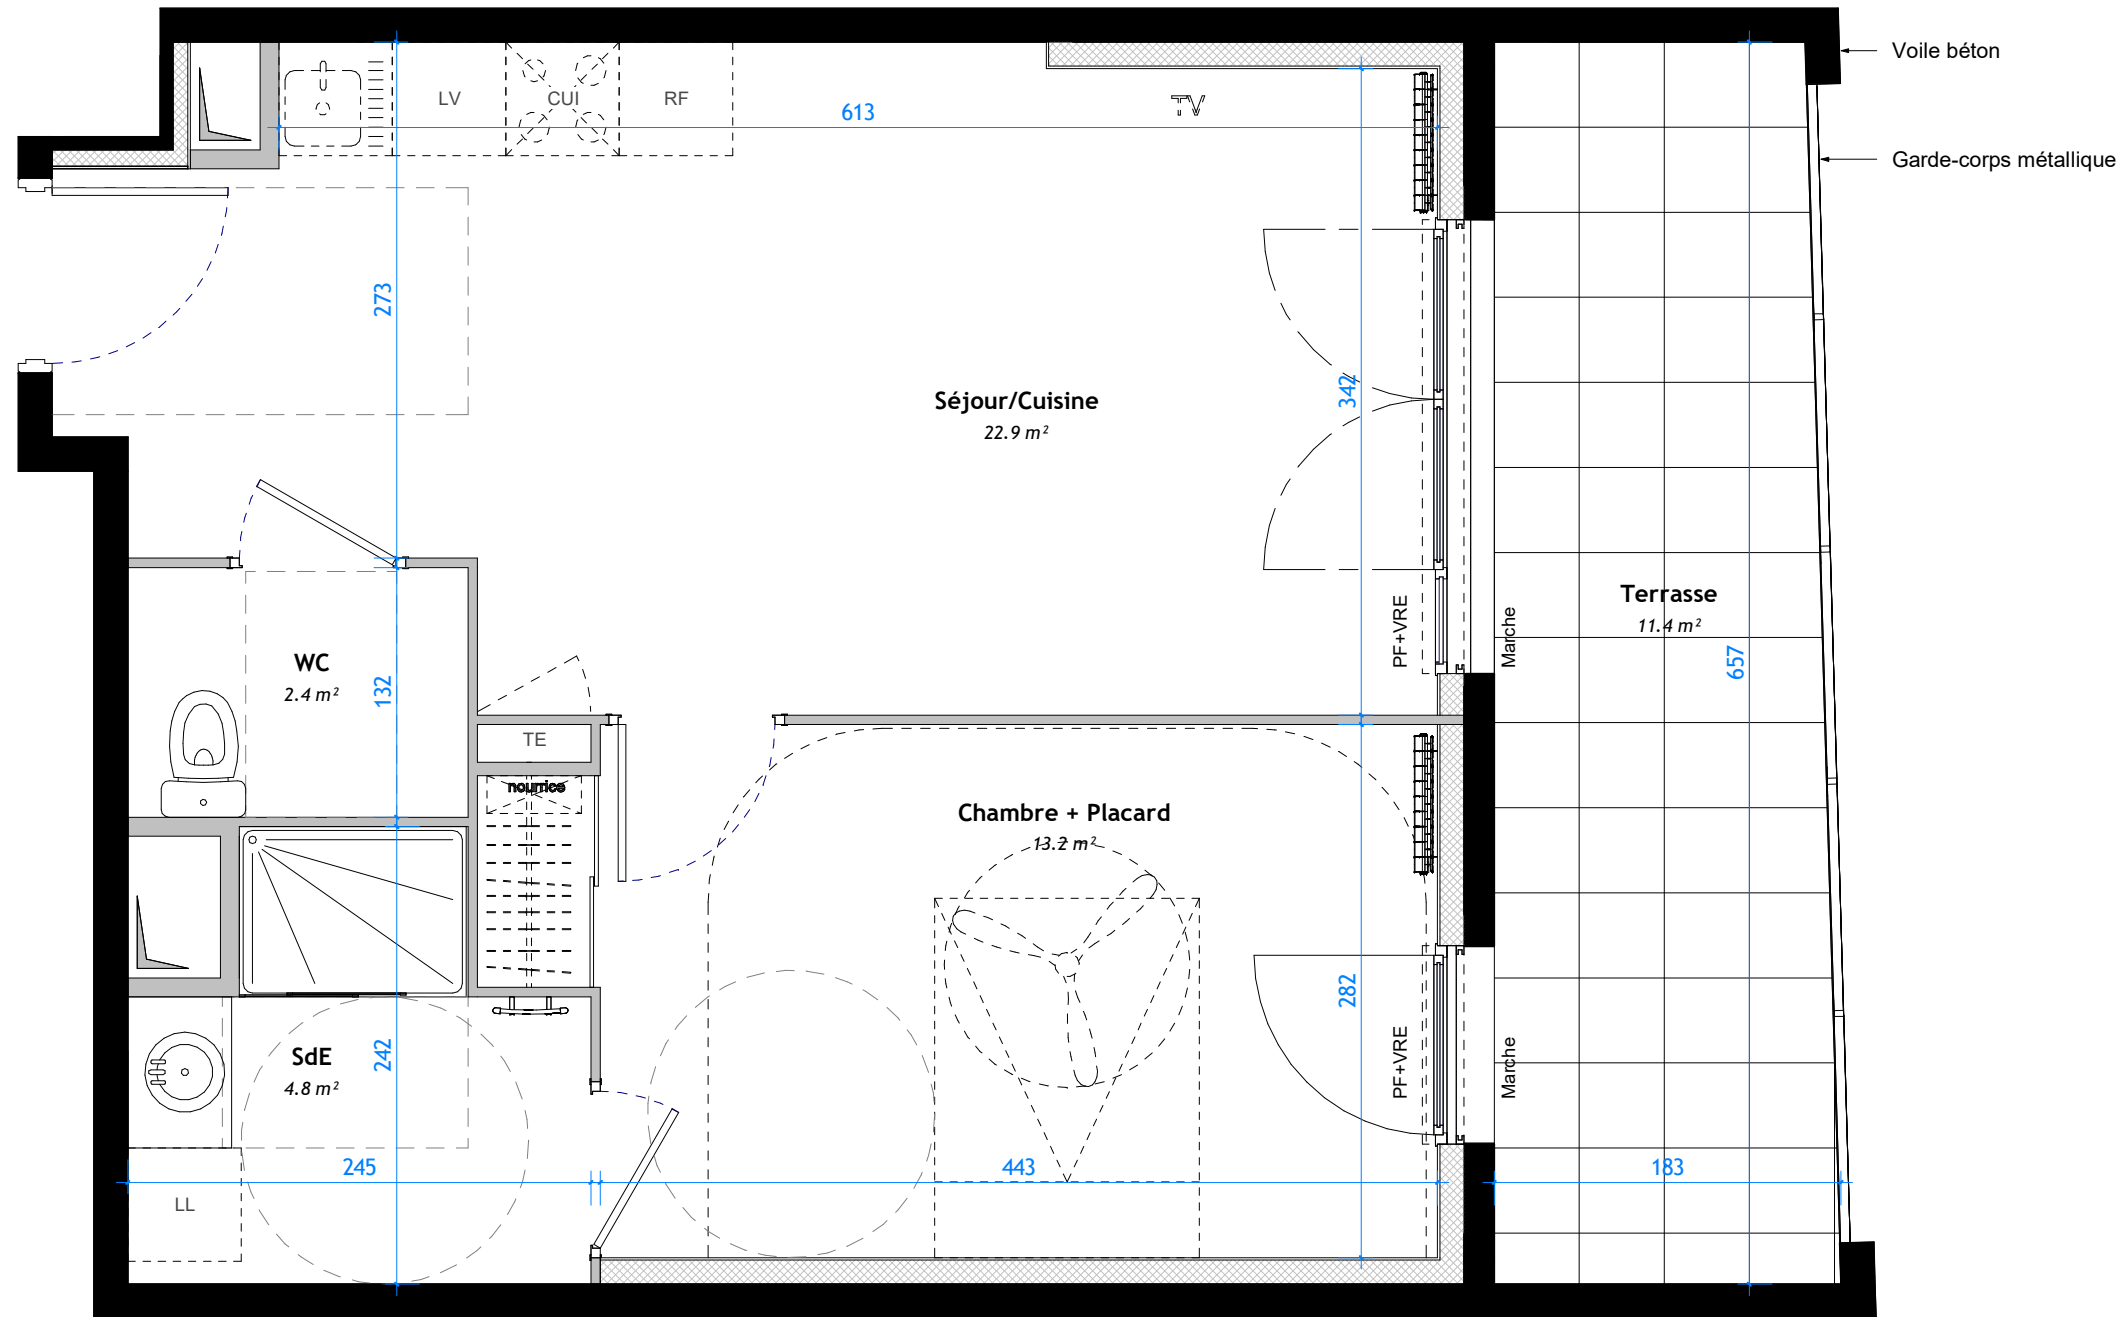 Voile béton
LV
CUI
RF
TV
613
Garde-corps métallique
273
342
Séjour/Cuisine
22.9 m²
Terrasse
11.4 m²
PF+VRE
Marche
657
WC
2.4 m²
132
TE
nourrice
Chambre + Placard
13.2 m²
282
PF+VRE
Marche
SdE
4.8 m²
242
245
443
183
LL